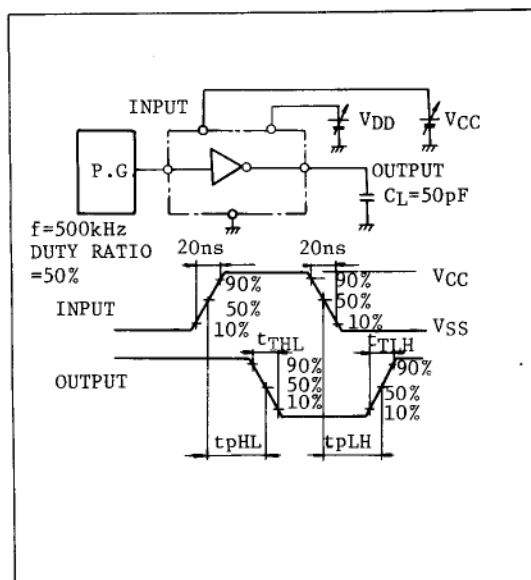 INPUT
VDD
VCC
P.G
OUTPUT
CL=50pF
f=500kHz
DUTY RATIO
=50%
20ns
20ns
90%
50%
10%
90%
50%
10%
VCC
INPUT
VSS
tTHL
tTLH
OUTPUT
90%
50%
10%
90%
50%
10%
tpHL
tpLH